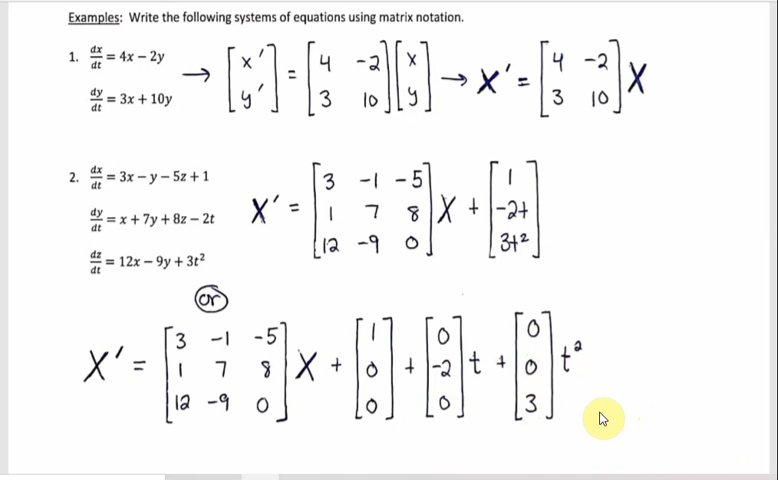 Examples: Write the following systems of equations using matrix notation.
1. dx/dt = 4x − 2y
dy/dt = 3x + 10y
→ [x′; y′] = [4 −2; 3 10] [x; y] → X′ = [4 −2; 3 10] X
2. dx/dt = 3x − y − 5z + 1
dy/dt = x + 7y + 8z − 2t
dz/dt = 12x − 9y + 3t²
X′ = [3 −1 −5; 1 7 8; 12 −9 0] X + [1; −2t; 3t²]
or
X′ = [3 −1 −5; 1 7 8; 12 −9 0] X + [1; 0; 0] + [0; −2; 0] t + [0; 0; 3] t²